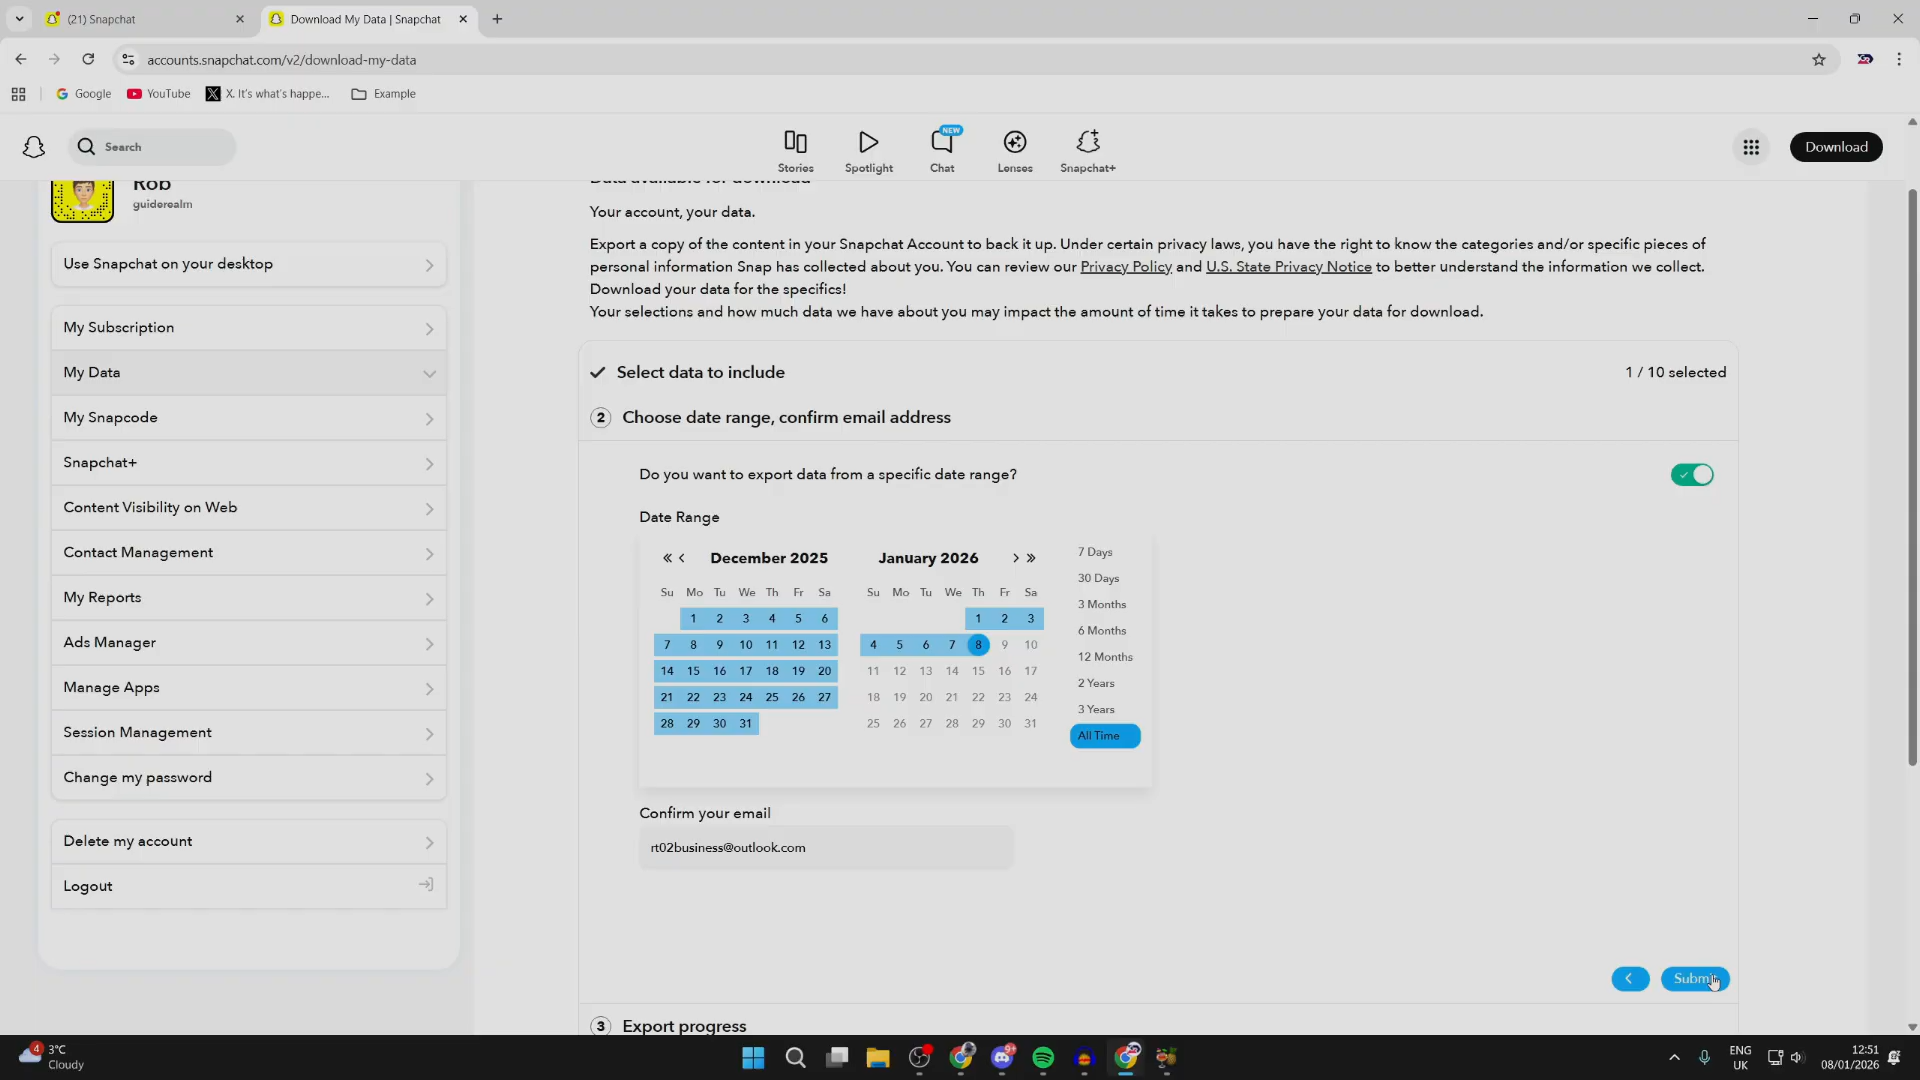 (21) Snapchat
Download My Data | Snapchat
accounts.snapchat.com/v2/download-my-data
Google
YouTube
X. It's what's happe...
Example
Search
Stories
Spotlight
NEW
Chat
Lenses
Snapchat+
Download
Rob
guiderealm
Use Snapchat on your desktop
My Subscription
My Data
My Snapcode
Snapchat+
Content Visibility on Web
Contact Management
My Reports
Ads Manager
Manage Apps
Session Management
Change my password
Delete my account
Logout
Data available for download
Your account, your data.
Export a copy of the content in your Snapchat Account to back it up. Under certain privacy laws, you have the right to know the categories and/or specific pieces of
personal information Snap has collected about you. You can review our Privacy Policy and U.S. State Privacy Notice to better understand the information we collect.
Download your data for the specifics!
Your selections and how much data we have about you may impact the amount of time it takes to prepare your data for download.
Select data to include
1 / 10 selected
2 Choose date range, confirm email address
Do you want to export data from a specific date range?
Date Range
« ‹ December 2025
Su Mo Tu We Th Fr Sa
1 2 3 4 5 6
7 8 9 10 11 12 13
14 15 16 17 18 19 20
21 22 23 24 25 26 27
28 29 30 31
January 2026 › »
Su Mo Tu We Th Fr Sa
1 2 3
4 5 6 7 8 9 10
11 12 13 14 15 16 17
18 19 20 21 22 23 24
25 26 27 28 29 30 31
7 Days
30 Days
3 Months
6 Months
12 Months
2 Years
3 Years
All Time
Confirm your email
rt02business@outlook.com
Submit
3 Export progress
4
3°C
Cloudy
9+
ENG
UK
12:51
08/01/2026